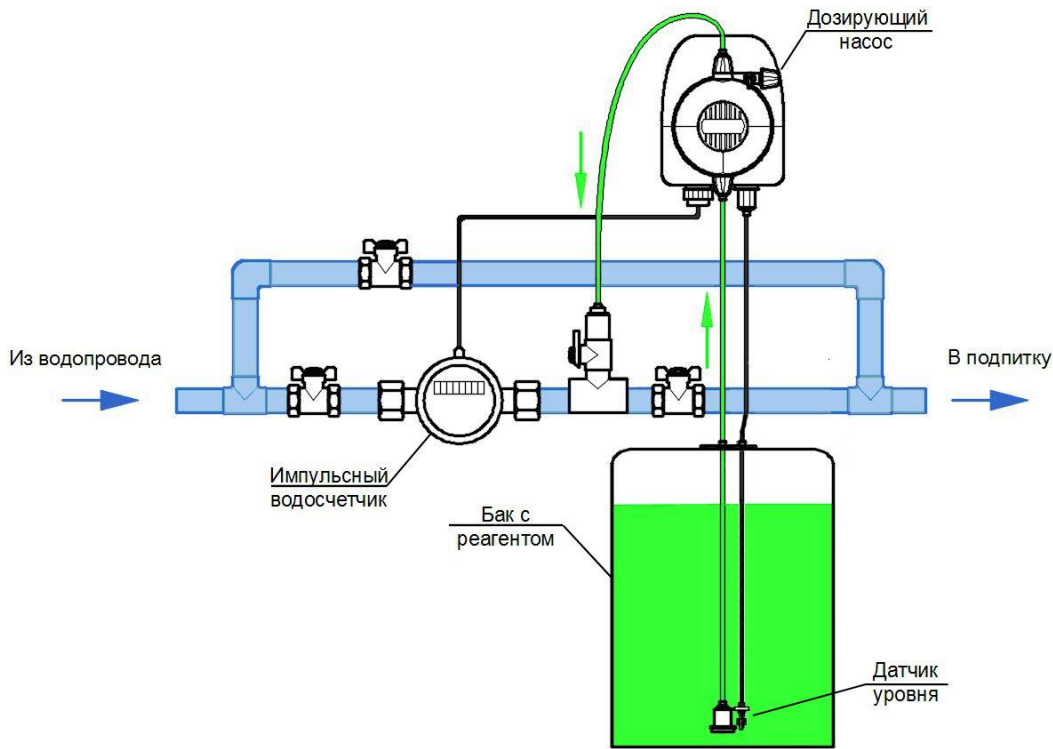 Дозирующий
насос
Из водопровода
В подпитку
Импульсный
водосчетчик
Бак с
реагентом
Датчик
уровня